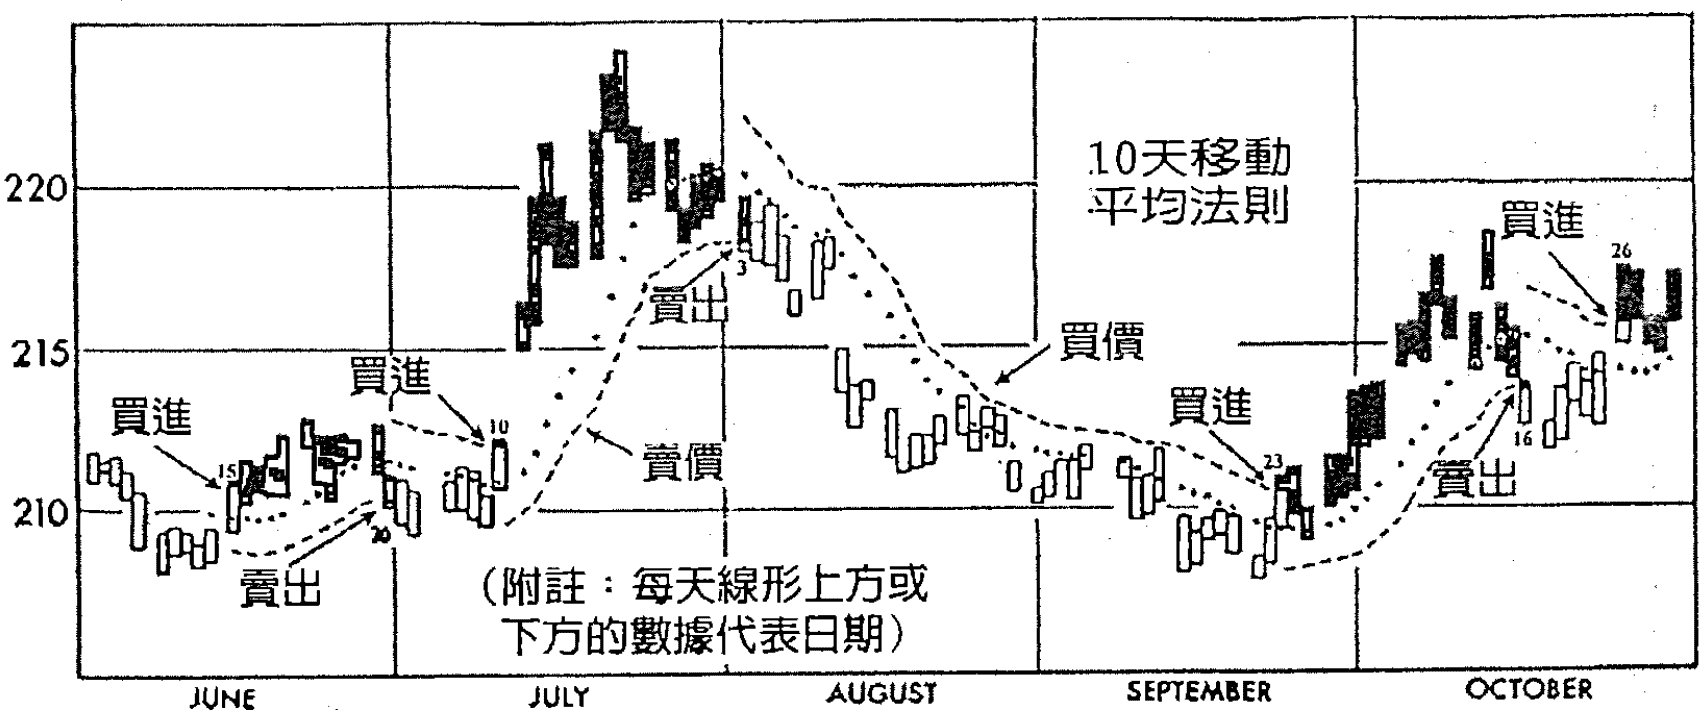 10天移動
平均法則
220
215
210
買進
15
賣出
20
買進
10
賣價
賣出
3
買價
買進
23
賣出
16
買進
26
(附註：每天線形上方或
下方的數據代表日期)
JUNE
JULY
AUGUST
SEPTEMBER
OCTOBER